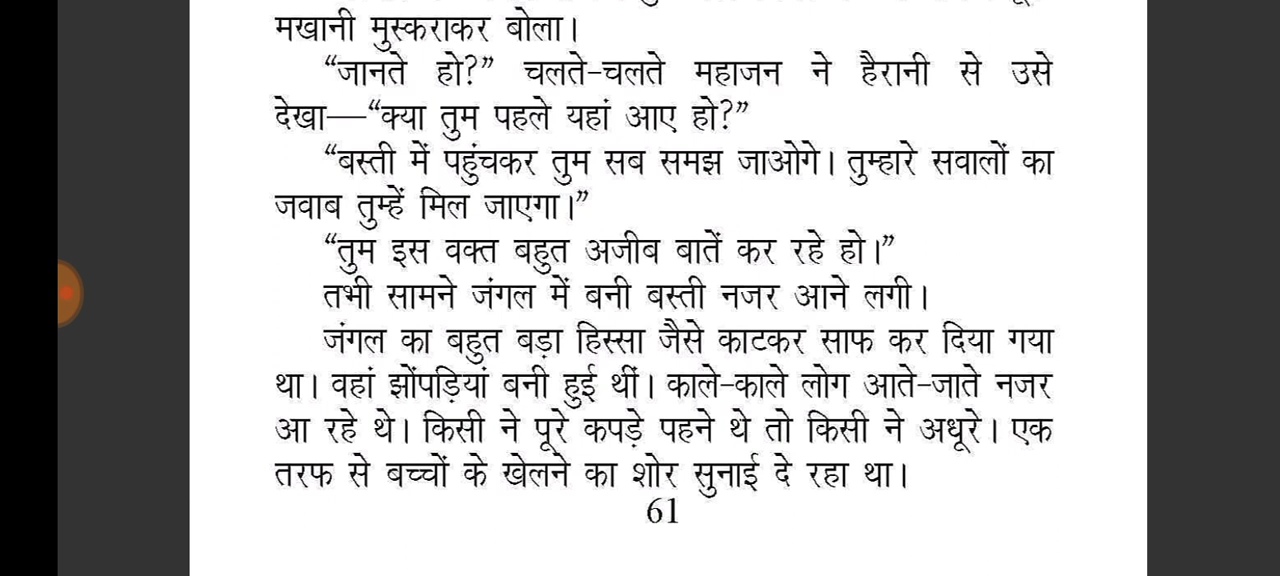 मखानी मुस्कराकर बोला।
“जानते हो?” चलते-चलते महाजन ने हैरानी से उसे
देखा—“क्या तुम पहले यहां आए हो?”
“बस्ती में पहुंचकर तुम सब समझ जाओगे। तुम्हारे सवालों का
जवाब तुम्हें मिल जाएगा।”
“तुम इस वक्त बहुत अजीब बातें कर रहे हो।”
तभी सामने जंगल में बनी बस्ती नजर आने लगी।
जंगल का बहुत बड़ा हिस्सा जैसे काटकर साफ कर दिया गया
था। वहां झोंपड़ियां बनी हुई थीं। काले-काले लोग आते-जाते नजर
आ रहे थे। किसी ने पूरे कपड़े पहने थे तो किसी ने अधूरे। एक
तरफ से बच्चों के खेलने का शोर सुनाई दे रहा था।
61